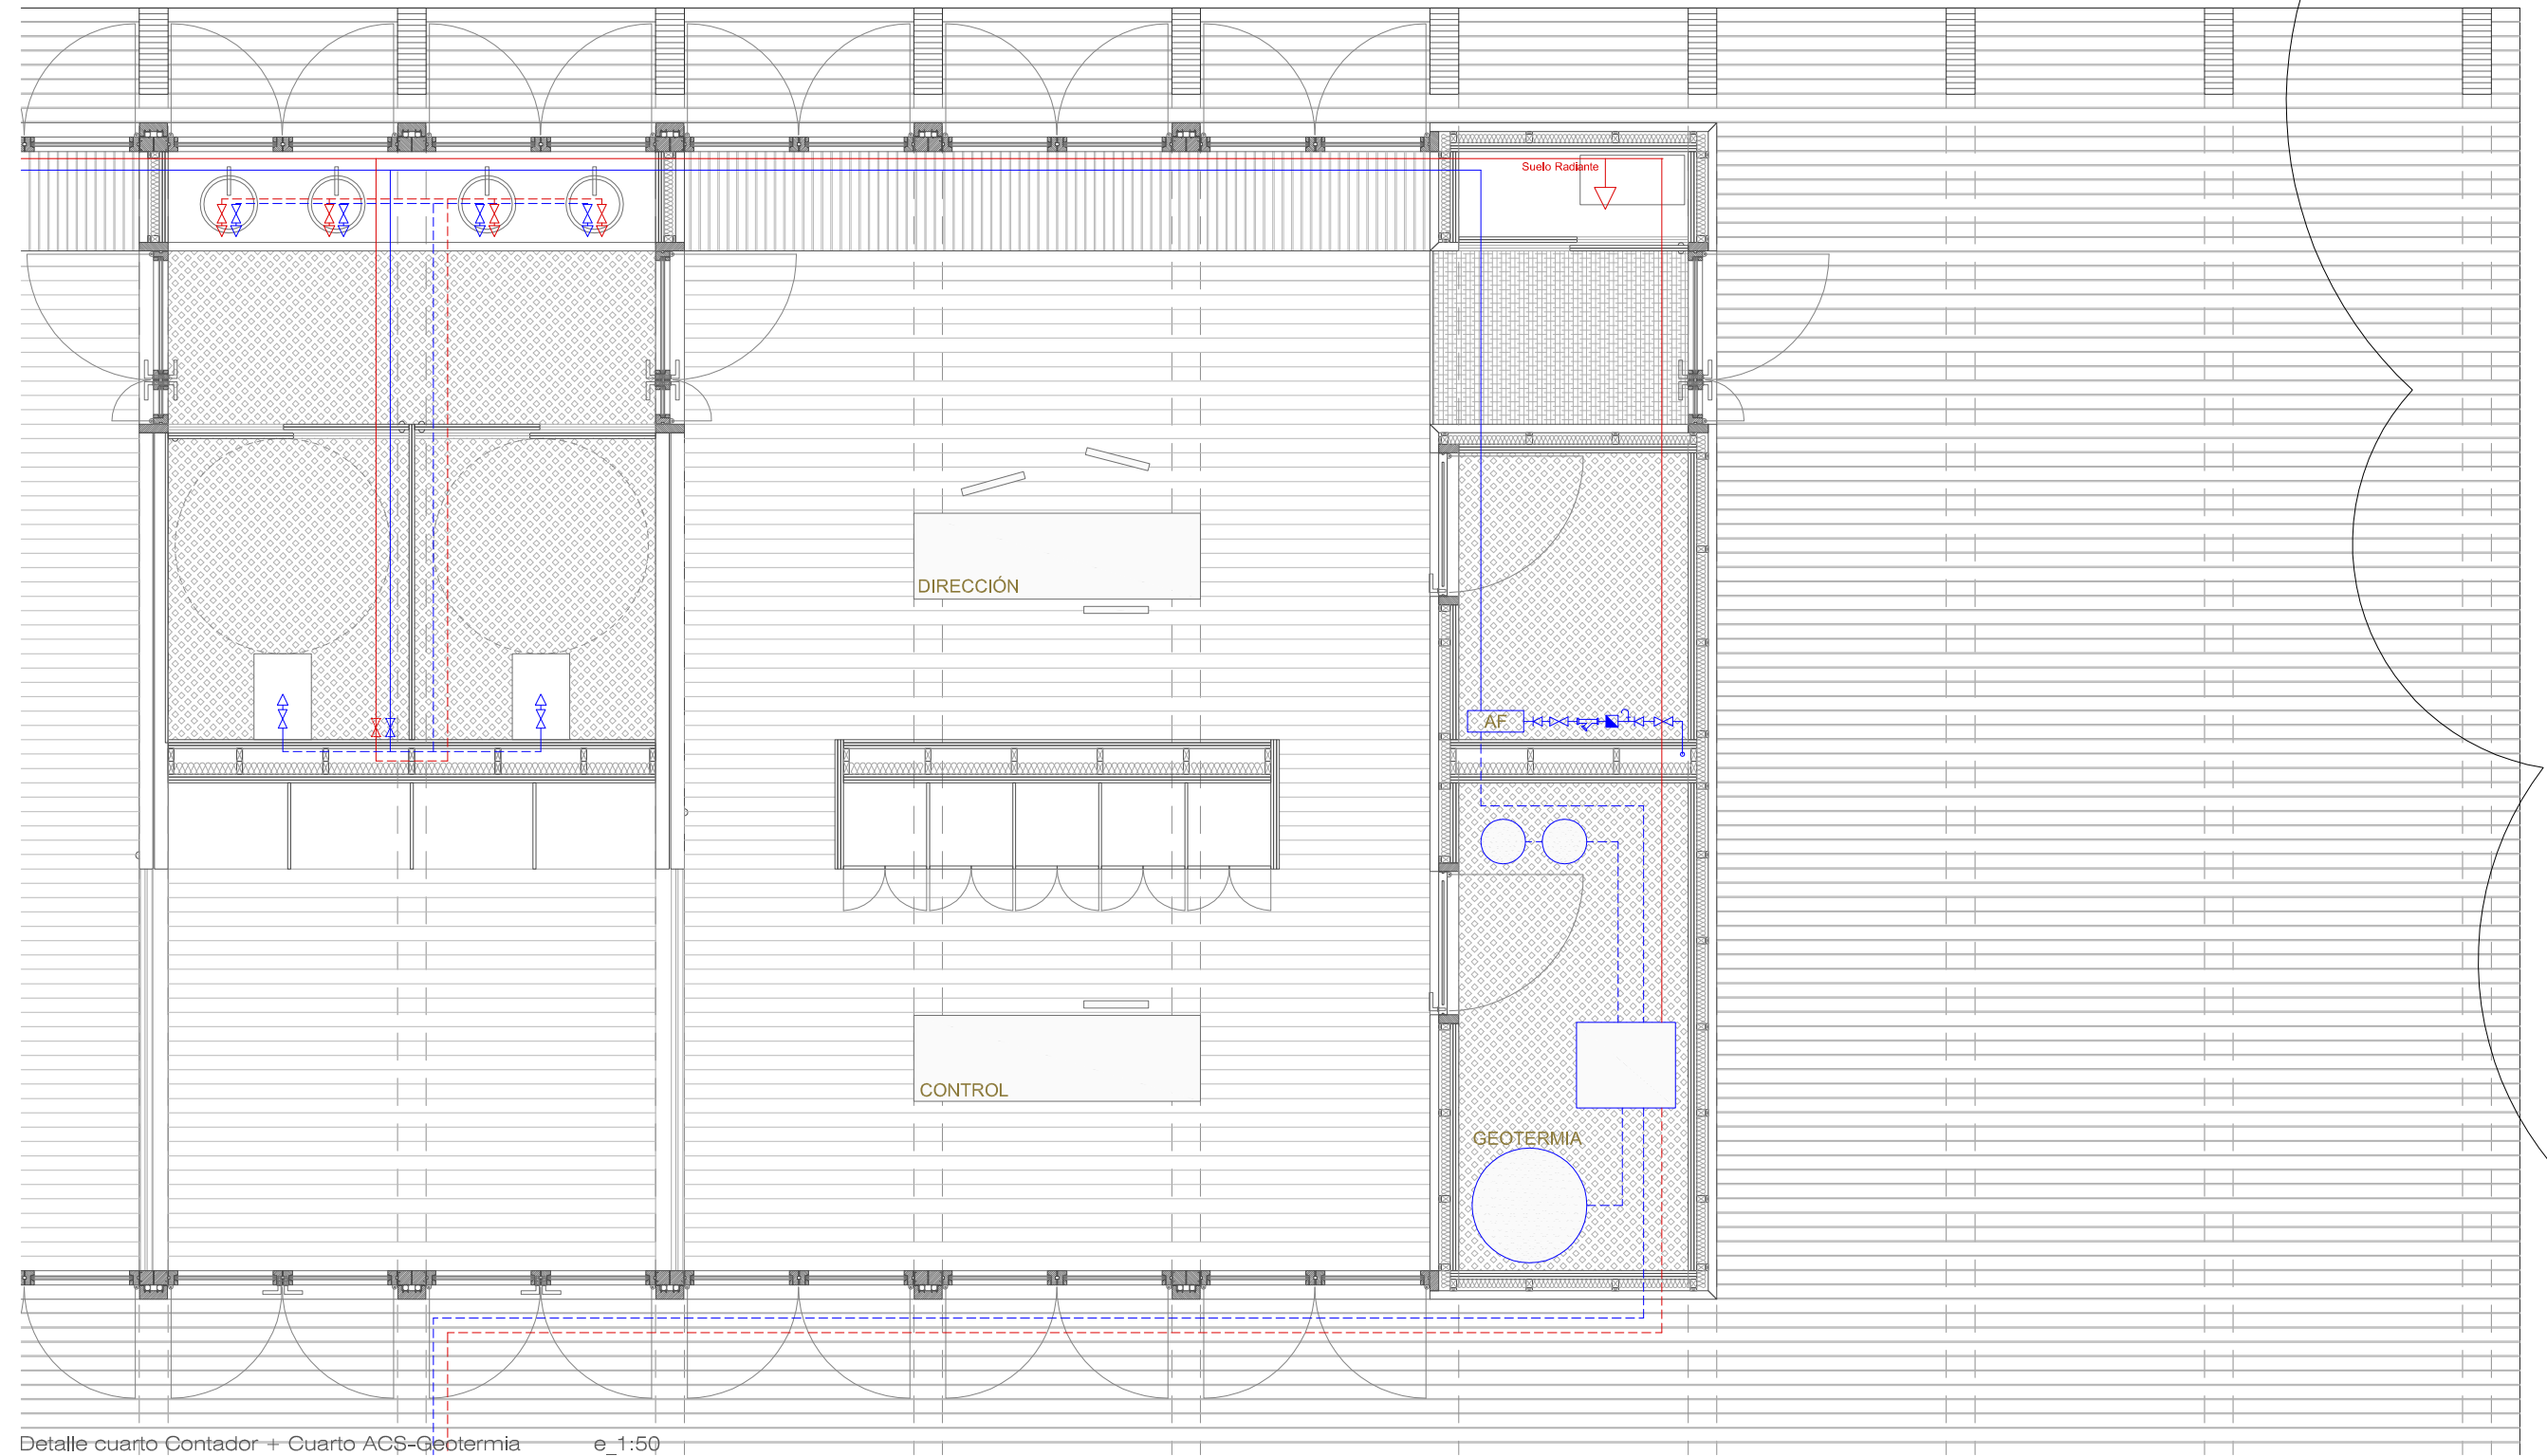 Suelo Radiante
DIRECCIÓN
AF
CONTROL
GEOTERMIA
Detalle cuarto Contador + Cuarto ACS-Geotermia e_1:50